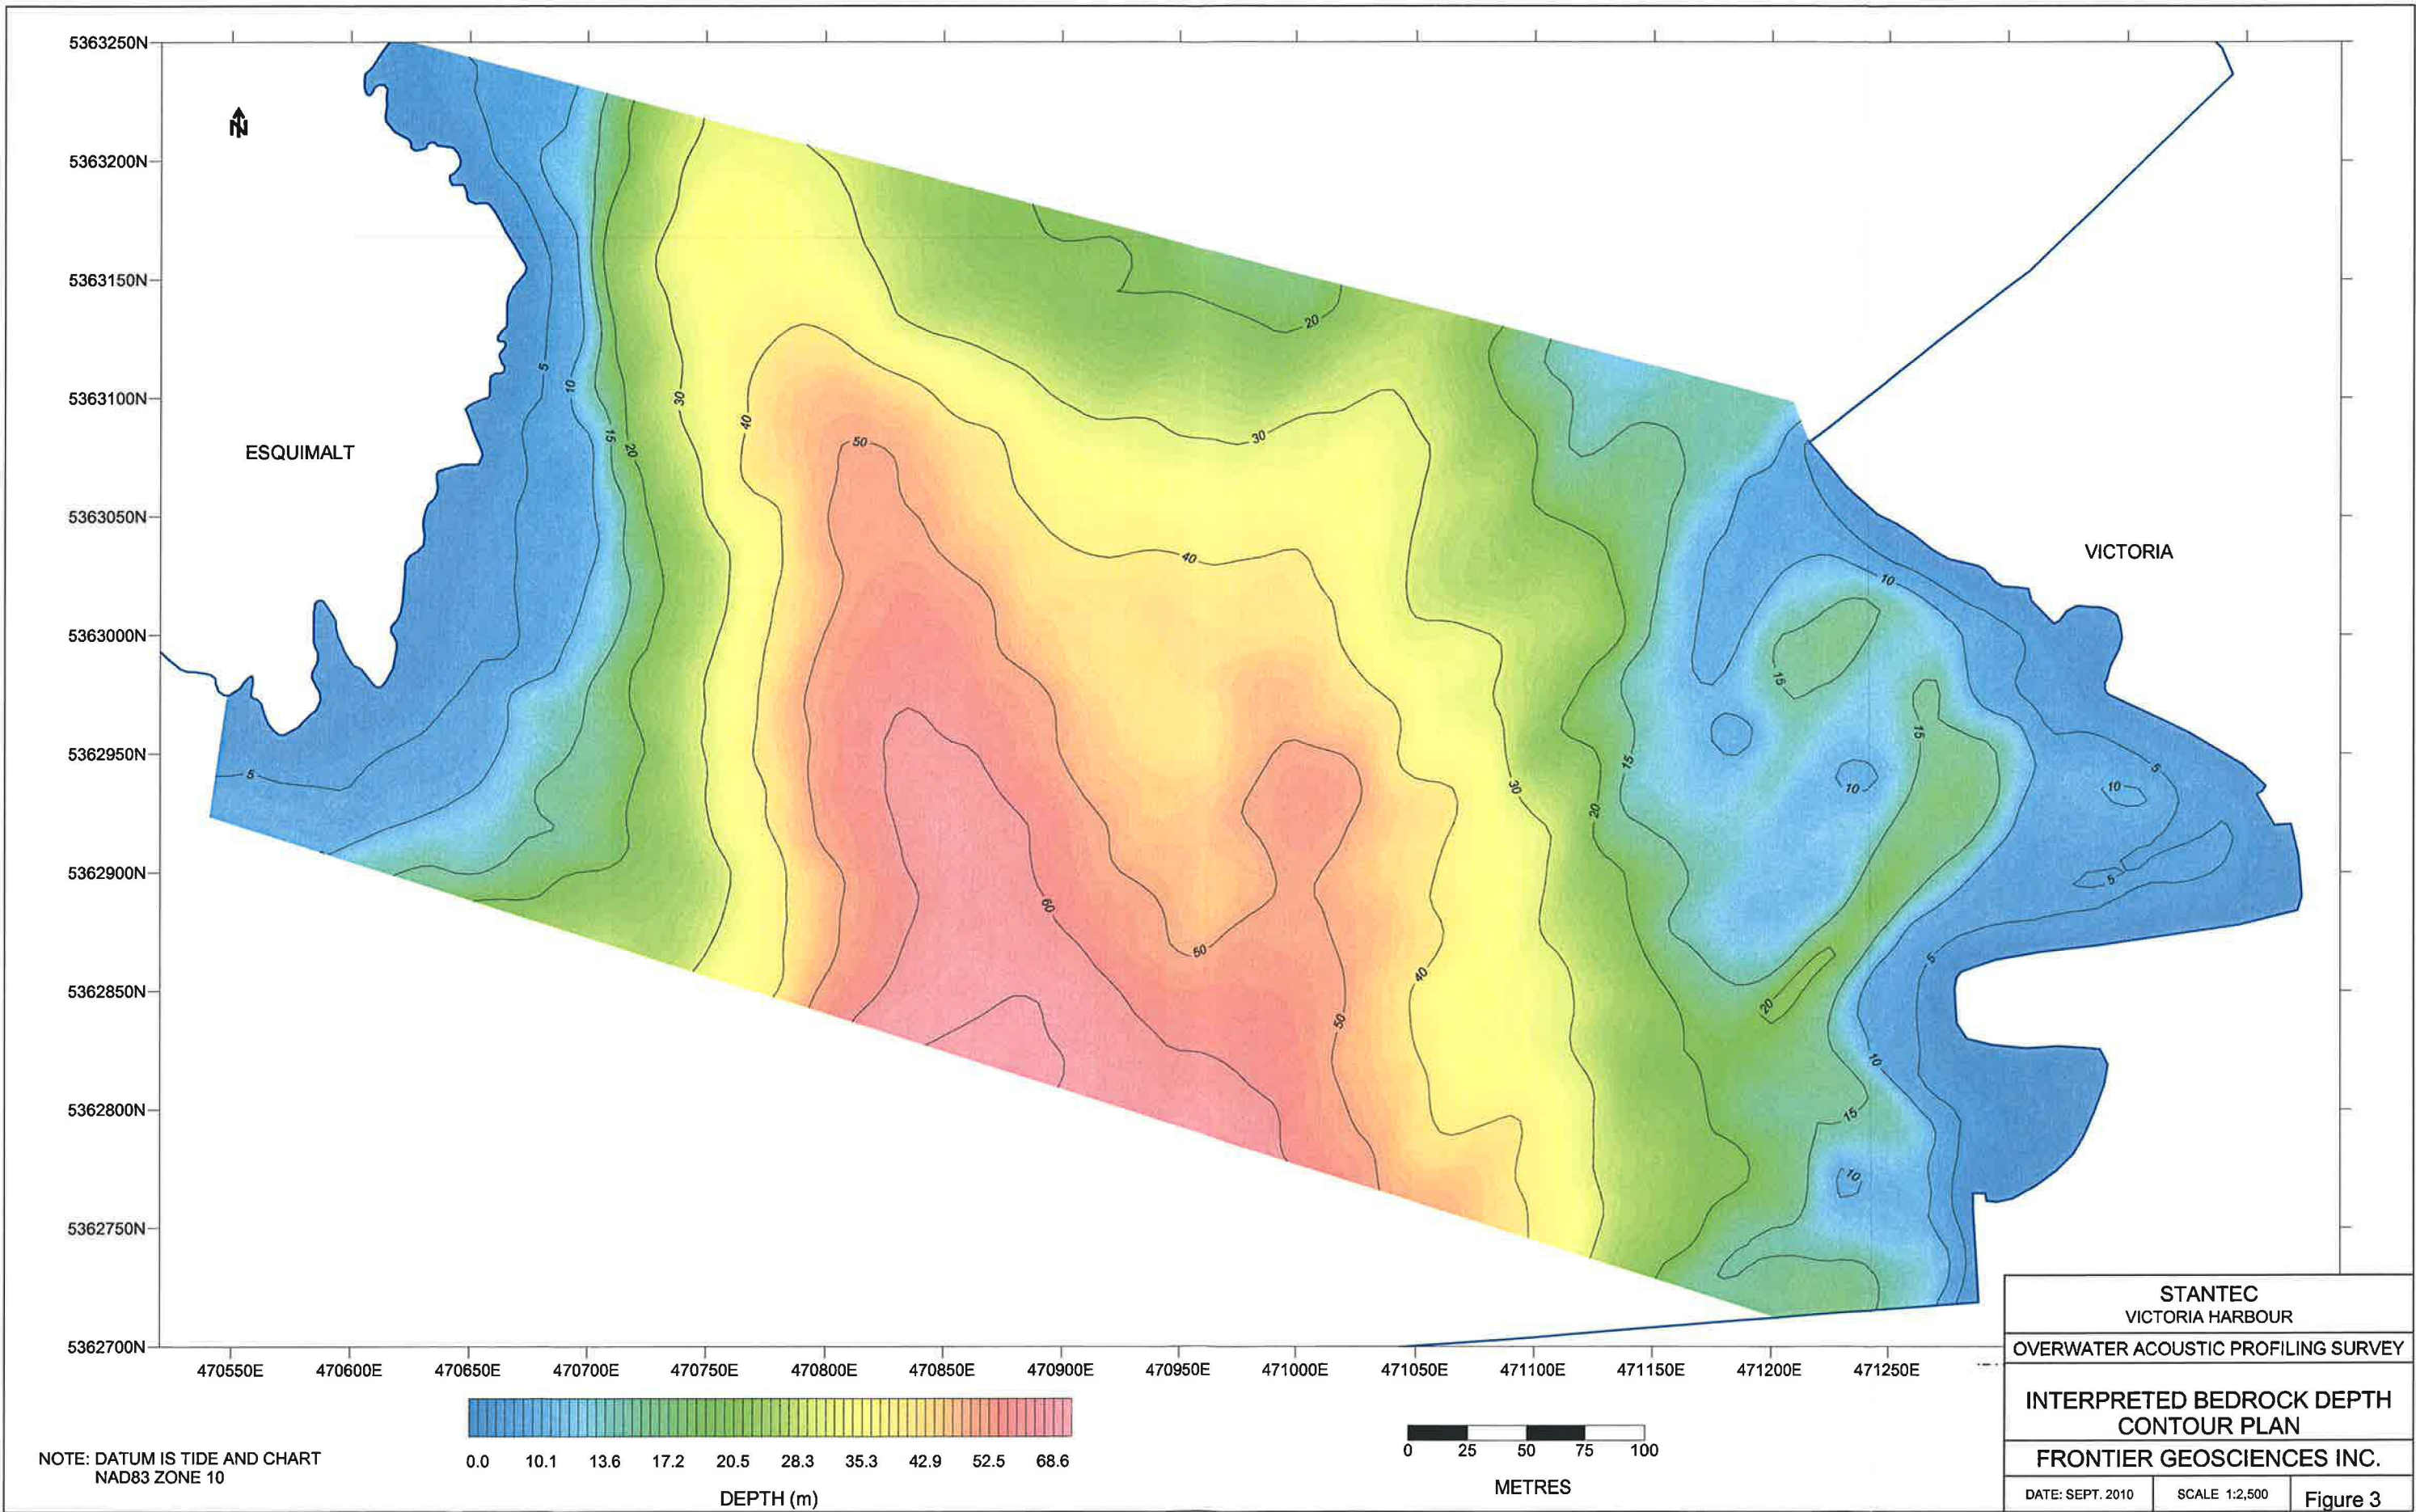 5363250N
5363200N
5363150N
5363100N
5363050N
5363000N
5362950N
5362900N
5362850N
5362800N
5362750N
5362700N
N
ESQUIMALT
VICTORIA
5
10
15
20
30
40
50
20
30
40
10
15
15
5
10
10
5
15
30
20
60
50
40
50
5
5
20
10
15
10
470550E 470600E 470650E 470700E 470750E 470800E 470850E 470900E 470950E 471000E 471050E 471100E 471150E 471200E 471250E
0.0 10.1 13.6 17.2 20.5 28.3 35.3 42.9 52.5 68.6
DEPTH (m)
NOTE: DATUM IS TIDE AND CHART
NAD83 ZONE 10
0 25 50 75 100
METRES
STANTEC
VICTORIA HARBOUR
OVERWATER ACOUSTIC PROFILING SURVEY
INTERPRETED BEDROCK DEPTH
CONTOUR PLAN
FRONTIER GEOSCIENCES INC.
DATE: SEPT. 2010 SCALE 1:2,500 Figure 3